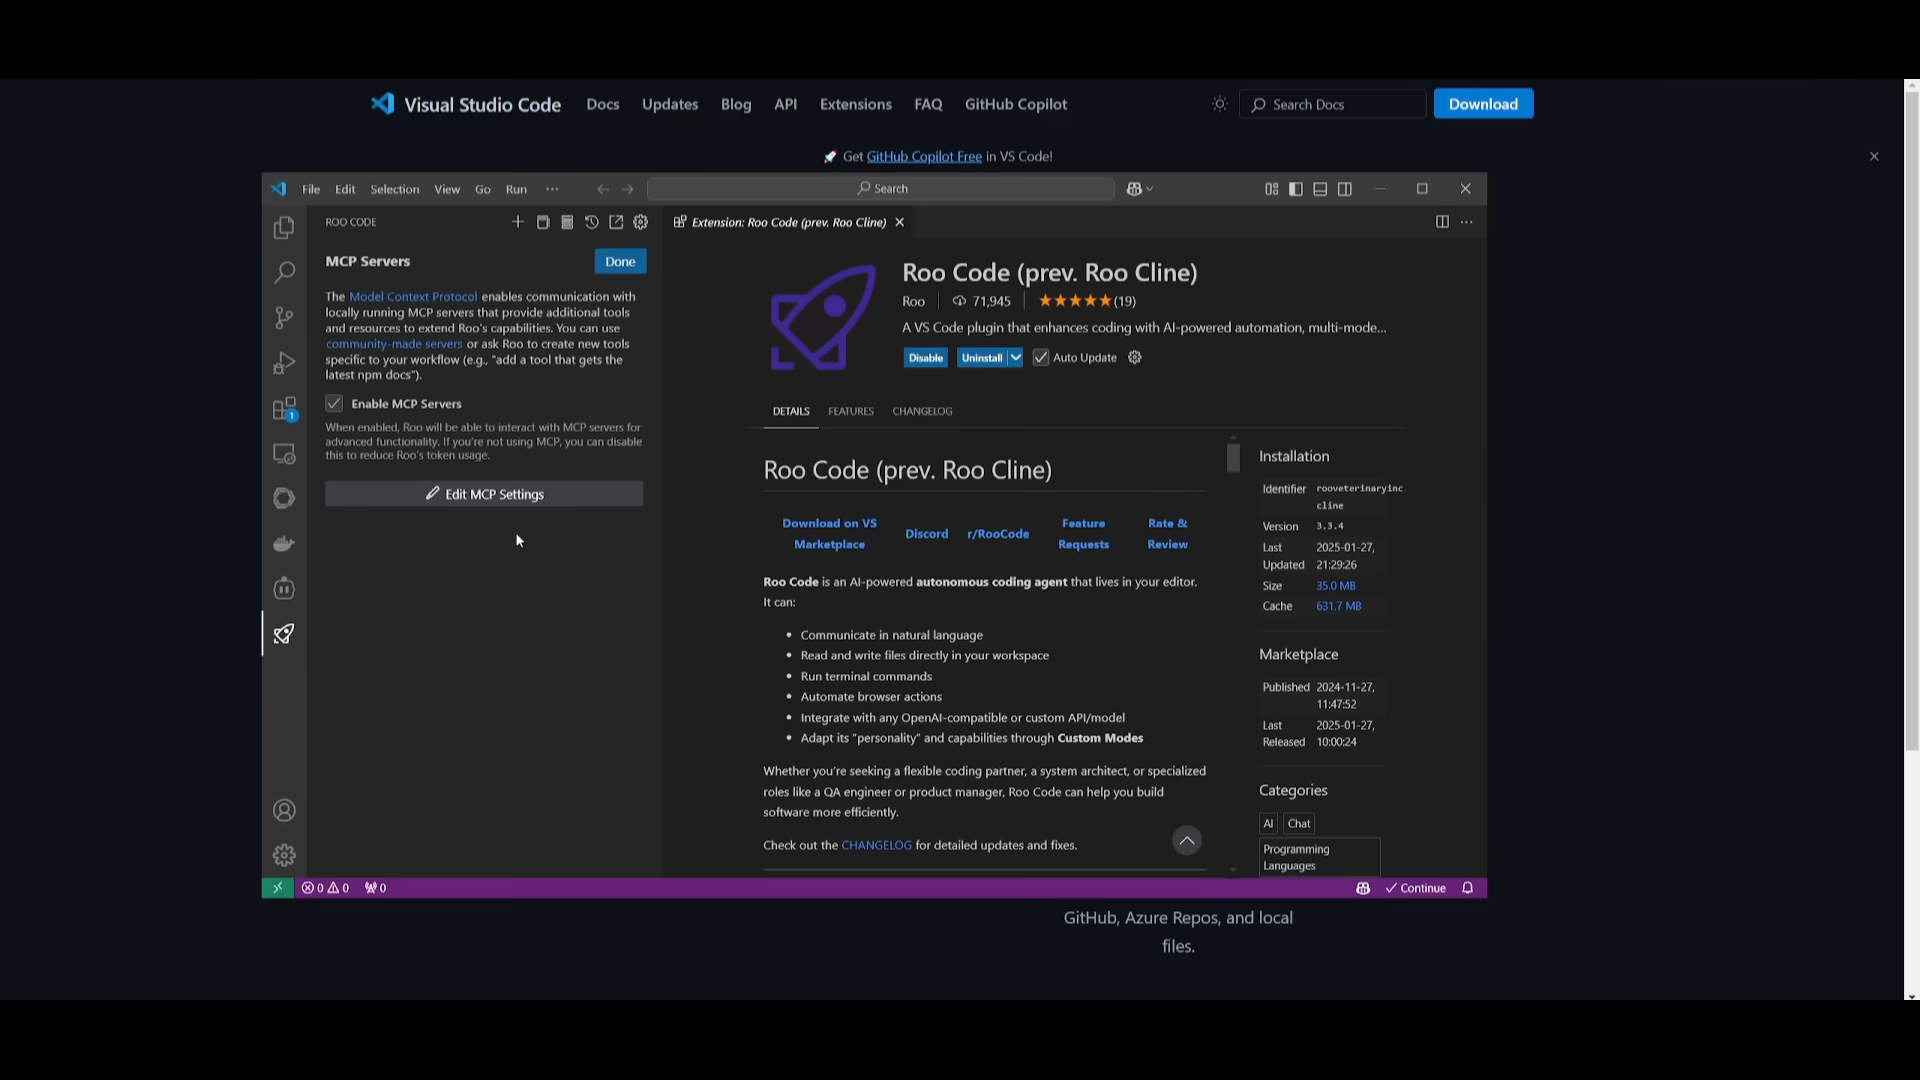 Visual Studio Code Docs Updates Blog API Extensions FAQ GitHub Copilot Search Docs Download
Get GitHub Copilot Free in VS Code!
File Edit Selection View Go Run ··· Search
ROO CODE
MCP Servers
Done
The Model Context Protocol enables communication with
locally running MCP servers that provide additional tools
and resources to extend Roo's capabilities. You can use
community-made servers or ask Roo to create new tools
specific to your workflow (e.g., "add a tool that gets the
latest npm docs").
Enable MCP Servers
When enabled, Roo will be able to interact with MCP servers for
advanced functionality. If you're not using MCP, you can disable
this to reduce Roo's token usage.
Edit MCP Settings
1
Extension: Roo Code (prev. Roo Cline)
Roo Code (prev. Roo Cline)
Roo 71,945 (19)
A VS Code plugin that enhances coding with AI-powered automation, multi-mode...
Disable Uninstall Auto Update
DETAILS FEATURES CHANGELOG
Roo Code (prev. Roo Cline)
Download on VS
Marketplace
Discord
r/RooCode
Feature
Requests
Rate &
Review
Roo Code is an AI-powered autonomous coding agent that lives in your editor.
It can:
• Communicate in natural language
• Read and write files directly in your workspace
• Run terminal commands
• Automate browser actions
• Integrate with any OpenAI-compatible or custom API/model
• Adapt its "personality" and capabilities through Custom Modes
Whether you're seeking a flexible coding partner, a system architect, or specialized
roles like a QA engineer or product manager, Roo Code can help you build
software more efficiently.
Check out the CHANGELOG for detailed updates and fixes.
Installation
Identifier rooveterinaryinc.
cline
Version 3.3.4
Last 2025-01-27,
Updated 21:29:26
Size 35.0 MB
Cache 631.7 MB
Marketplace
Published 2024-11-27,
11:47:52
Last 2025-01-27,
Released 10:00:24
Categories
AI Chat
Programming
Languages
0 0 0
Continue
GitHub, Azure Repos, and local
files.